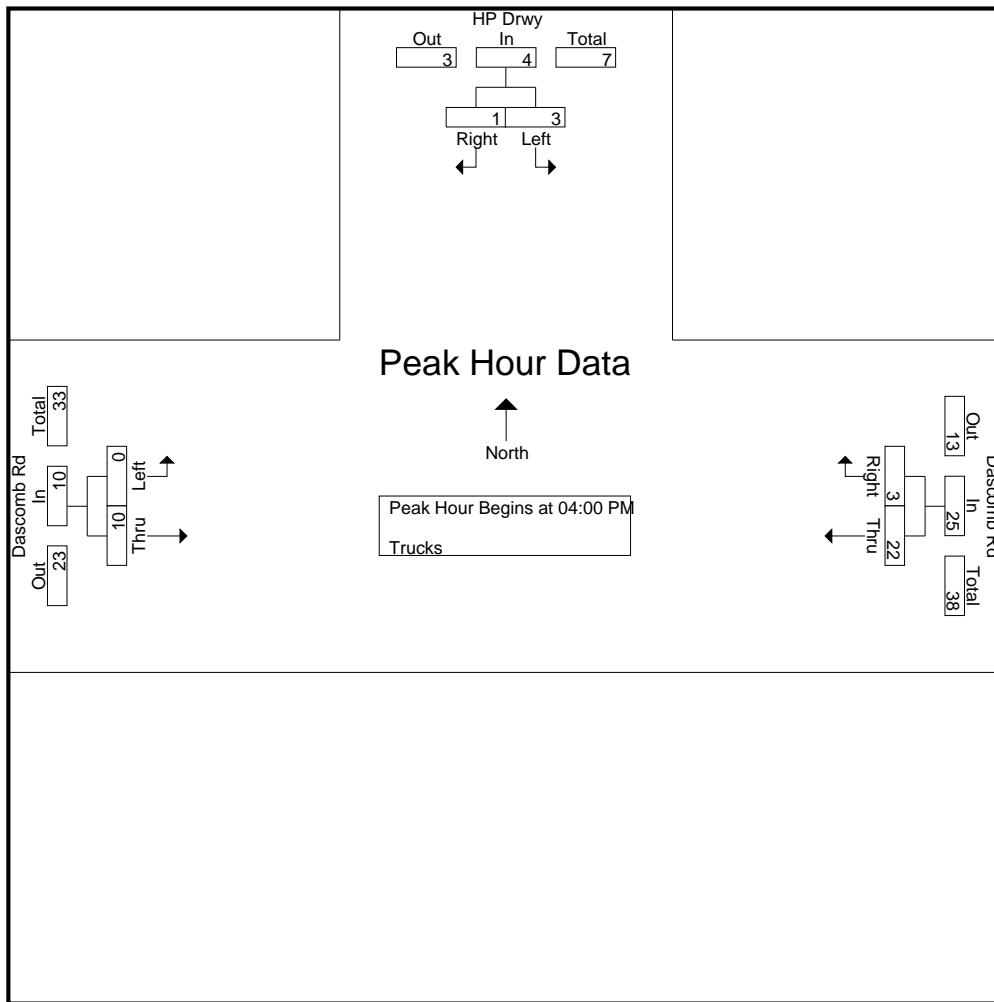 HP Drwy
Out In Total
3 4 7
1 3
Right Left
Peak Hour Data
North
Peak Hour Begins at 04:00 PM
Trucks
Dascomb Rd
Out In Total
23 10 33
0 10
Left Thru
Dascomb Rd
Out In Total
13 25 38
3 22
Right Thru